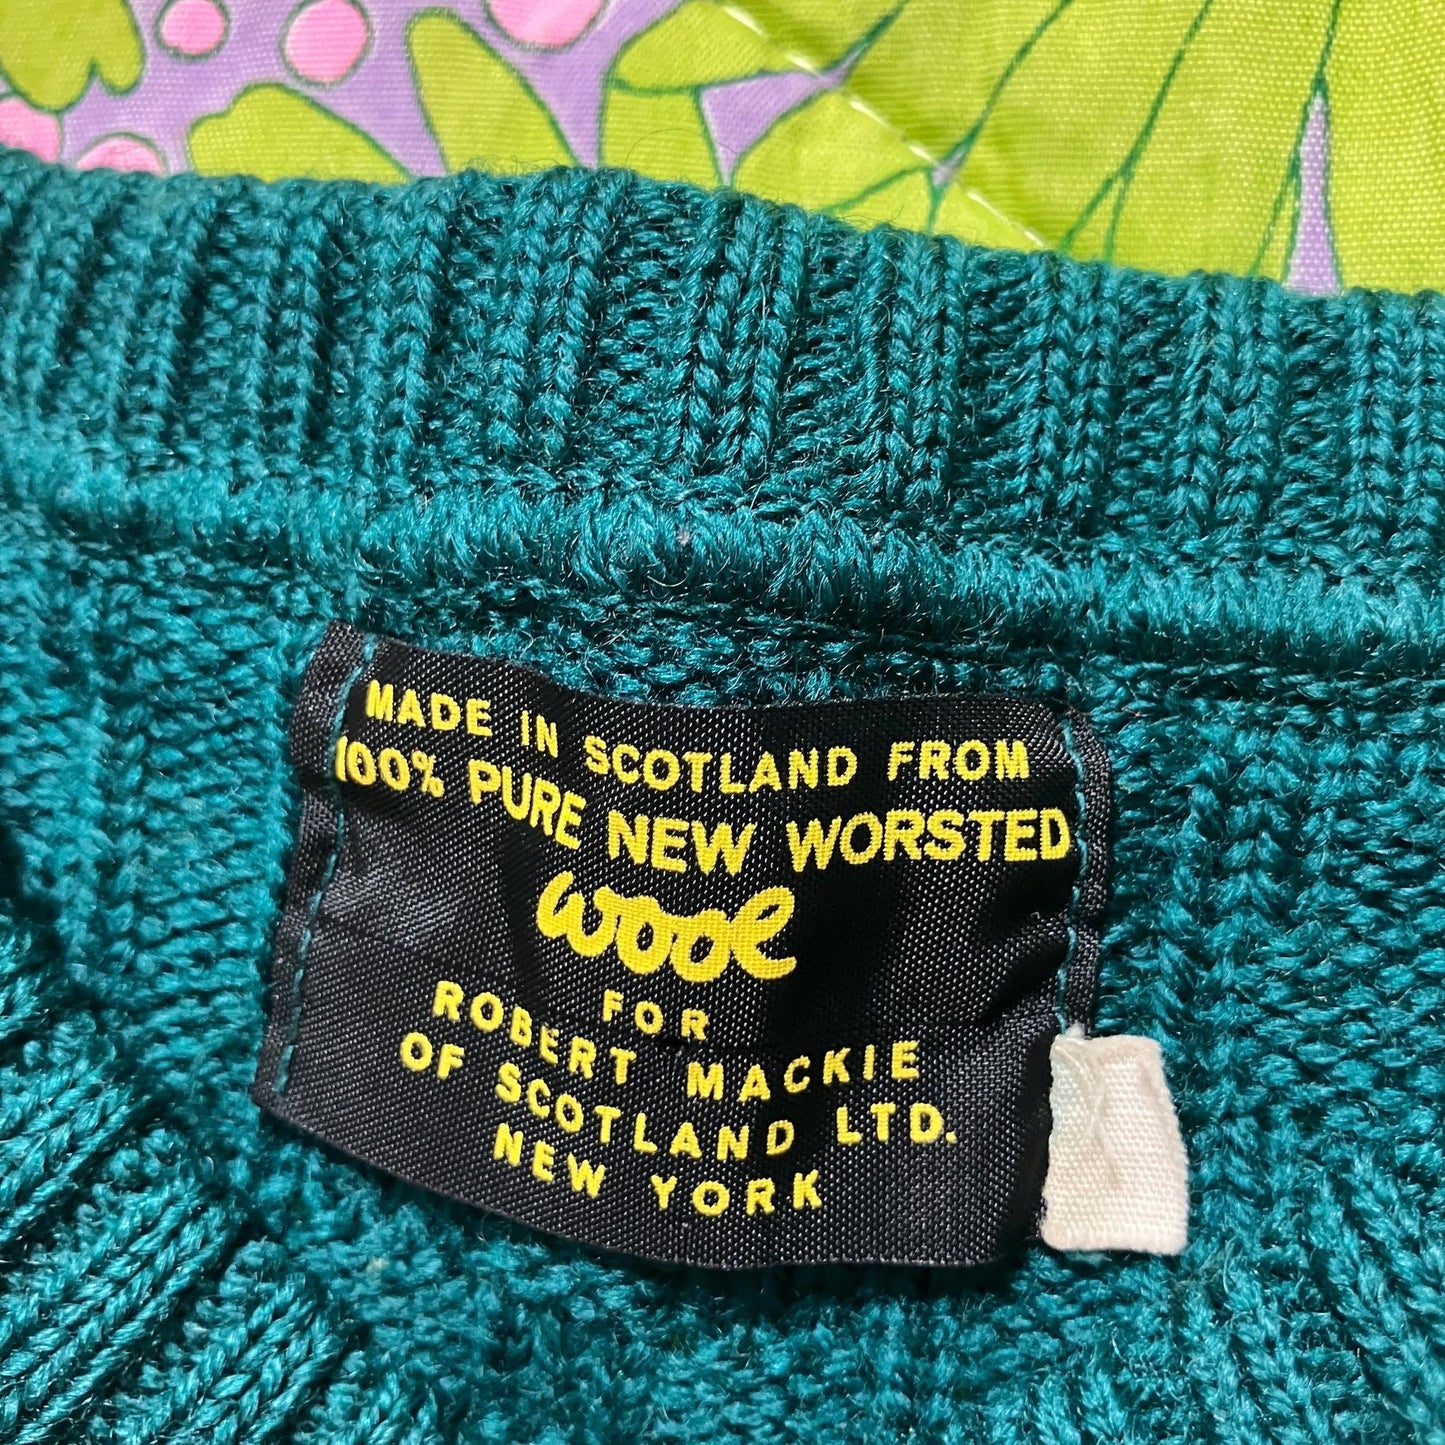 MADE IN SCOTLAND FROM
100% PURE NEW WORSTED
wool
FOR
ROBERT MACKIE
OF SCOTLAND LTD.
NEW YORK